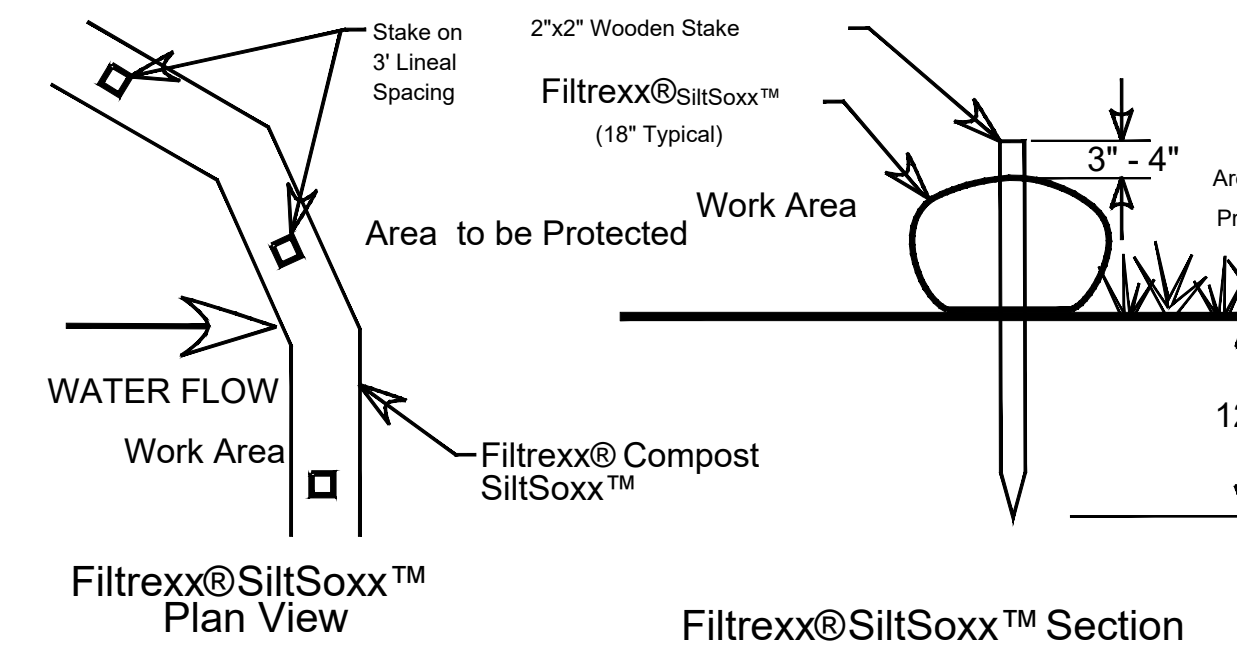 Stake on
3' Lineal
Spacing
2"x2" Wooden Stake
Filtrexx®SiltSoxx™
(18" Typical)
3" - 4"
Work Area
Area to be Protected
WATER FLOW
Work Area
Filtrexx® Compost
SiltSoxx™
Filtrexx®SiltSoxx™
Plan View
Filtrexx®SiltSoxx™ Section